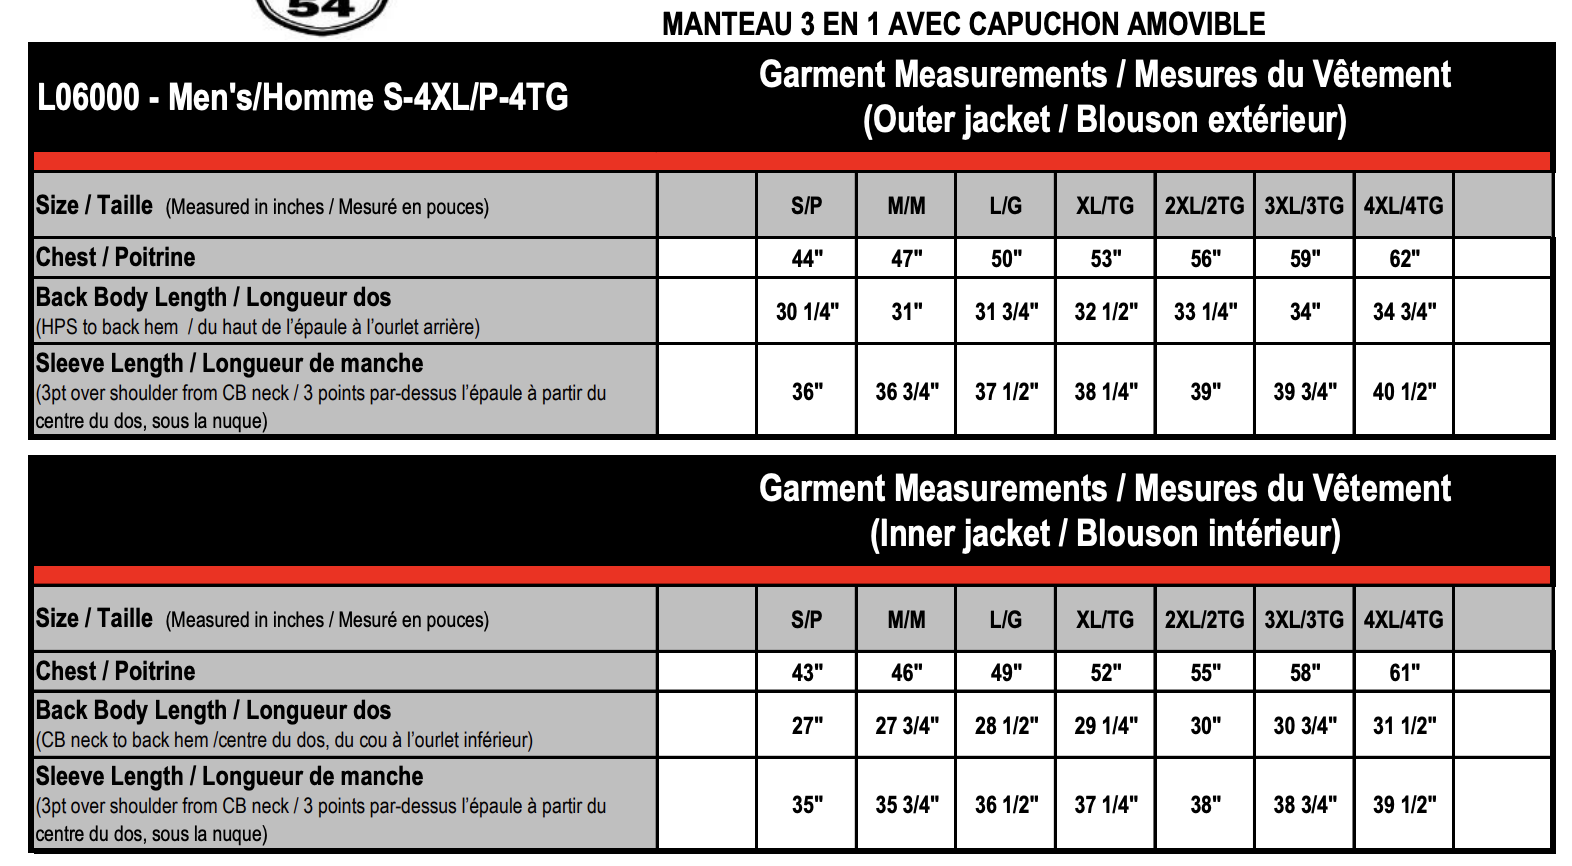 54
MANTEAU 3 EN 1 AVEC CAPUCHON AMOVIBLE
L06000 - Men's/Homme S-4XL/P-4TG
Garment Measurements / Mesures du Vêtement
(Outer jacket / Blouson extérieur)
Size / Taille (Measured in inches / Mesuré en pouces) S/P M/M L/G XL/TG 2XL/2TG 3XL/3TG 4XL/4TG
Chest / Poitrine 44" 47" 50" 53" 56" 59" 62"
Back Body Length / Longueur dos
(HPS to back hem / du haut de l’épaule à l’ourlet arrière) 30 1/4" 31" 31 3/4" 32 1/2" 33 1/4" 34" 34 3/4"
Sleeve Length / Longueur de manche
(3pt over shoulder from CB neck / 3 points par-dessus l’épaule à partir du
centre du dos, sous la nuque) 36" 36 3/4" 37 1/2" 38 1/4" 39" 39 3/4" 40 1/2"
Garment Measurements / Mesures du Vêtement
(Inner jacket / Blouson intérieur)
Size / Taille (Measured in inches / Mesuré en pouces) S/P M/M L/G XL/TG 2XL/2TG 3XL/3TG 4XL/4TG
Chest / Poitrine 43" 46" 49" 52" 55" 58" 61"
Back Body Length / Longueur dos
(CB neck to back hem /centre du dos, du cou à l’ourlet inférieur) 27" 27 3/4" 28 1/2" 29 1/4" 30" 30 3/4" 31 1/2"
Sleeve Length / Longueur de manche
(3pt over shoulder from CB neck / 3 points par-dessus l’épaule à partir du
centre du dos, sous la nuque) 35" 35 3/4" 36 1/2" 37 1/4" 38" 38 3/4" 39 1/2"